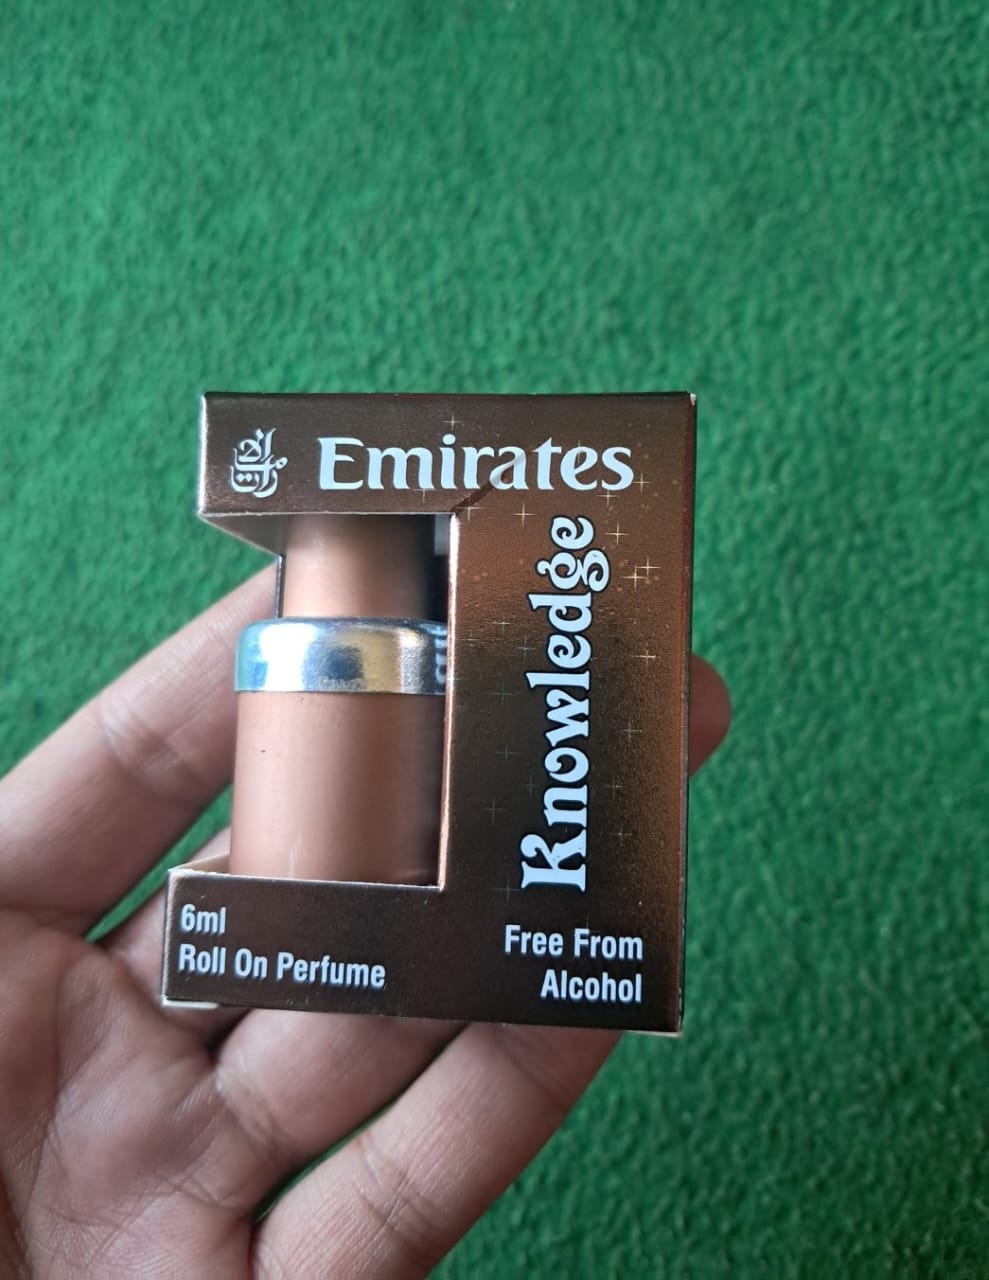 Emirates
Knowledge
6ml
Roll On Perfume
Free From
Alcohol